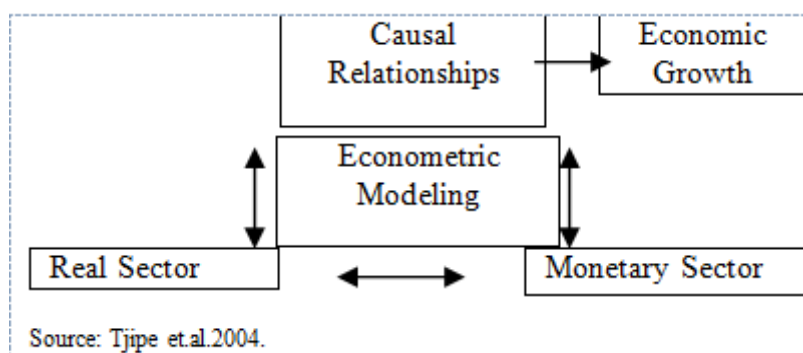 Causal
Relationships
Economic
Growth
Econometric
Modeling
Real Sector
Monetary Sector
Source: Tjipe et.al.2004.